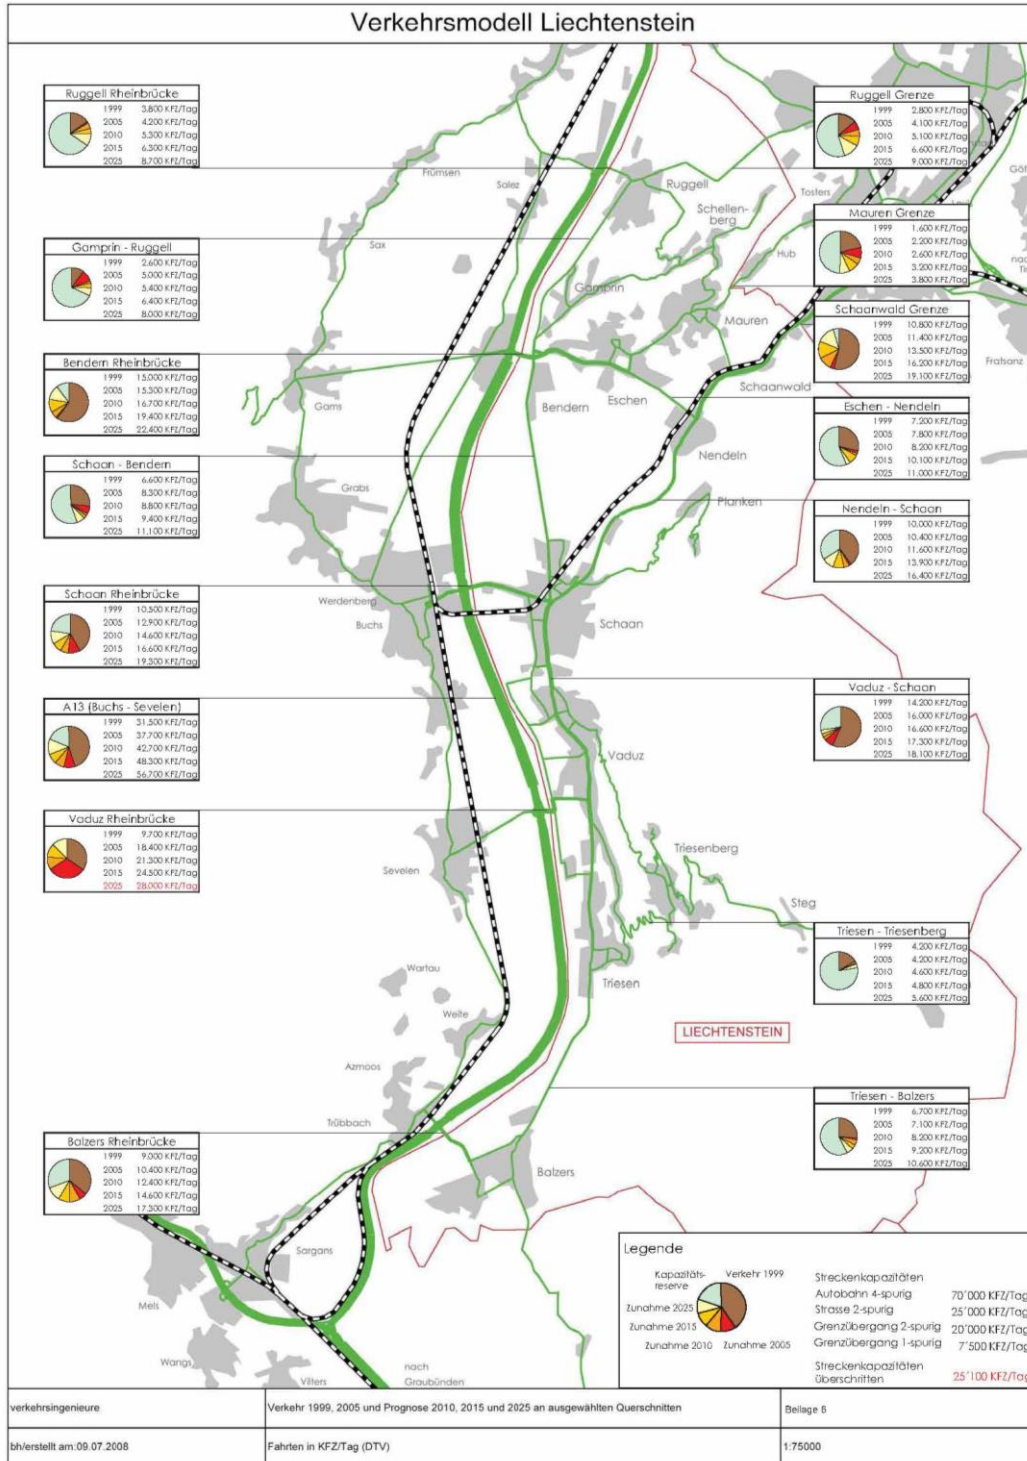 Verkehrsmodell Liechtenstein
Ruggell Rheinbrücke
1999 3.800 KFZ/Tag
2005 4.200 KFZ/Tag
2010 5.300 KFZ/Tag
2015 6.300 KFZ/Tag
2025 8.700 KFZ/Tag
Gamprin - Ruggell
1999 2.600 KFZ/Tag
2005 5.000 KFZ/Tag
2010 5.400 KFZ/Tag
2015 6.400 KFZ/Tag
2025 8.000 KFZ/Tag
Bendern Rheinbrücke
1999 15.000 KFZ/Tag
2005 15.300 KFZ/Tag
2010 16.700 KFZ/Tag
2015 19.400 KFZ/Tag
2025 22.400 KFZ/Tag
Schaan - Bendern
1999 6.600 KFZ/Tag
2005 8.300 KFZ/Tag
2010 8.800 KFZ/Tag
2015 9.400 KFZ/Tag
2025 11.100 KFZ/Tag
Schaan Rheinbrücke
1999 10.500 KFZ/Tag
2005 12.900 KFZ/Tag
2010 14.600 KFZ/Tag
2015 16.600 KFZ/Tag
2025 19.300 KFZ/Tag
A13 (Buchs - Sevelen)
1999 31.500 KFZ/Tag
2005 37.700 KFZ/Tag
2010 42.700 KFZ/Tag
2015 48.300 KFZ/Tag
2025 56.700 KFZ/Tag
Vaduz Rheinbrücke
1999 9.700 KFZ/Tag
2005 18.400 KFZ/Tag
2010 21.300 KFZ/Tag
2015 24.500 KFZ/Tag
2025 28.000 KFZ/Tag
Balzers Rheinbrücke
1999 9.000 KFZ/Tag
2005 10.400 KFZ/Tag
2010 12.400 KFZ/Tag
2015 14.600 KFZ/Tag
2025 17.300 KFZ/Tag
Frümsen
Salez
Sax
Gams
Grabs
Werdenberg
Buchs
Sevelen
Wartau
Weite
Azmoos
Trübbach
Sargans
Mels
Wangs
Vilters
nach
Graubünden
Ruggell
Schellen-
berg
Tosters
Hub
Gamprin
Mauren
Schaanwald
Bendern
Eschen
Nendeln
Planken
Schaan
Vaduz
Triesenberg
Steg
Triesen
LIECHTENSTEIN
Balzers
Ruggell Grenze
1999 2.800 KFZ/Tag
2005 4.100 KFZ/Tag
2010 5.100 KFZ/Tag
2015 6.600 KFZ/Tag
2025 9.000 KFZ/Tag
Mauren Grenze
1999 1.600 KFZ/Tag
2005 2.200 KFZ/Tag
2010 2.600 KFZ/Tag
2015 3.200 KFZ/Tag
2025 3.800 KFZ/Tag
Schaanwald Grenze
1999 10.800 KFZ/Tag
2005 11.400 KFZ/Tag
2010 13.500 KFZ/Tag
2015 16.200 KFZ/Tag
2025 19.100 KFZ/Tag
Eschen - Nendeln
1999 7.200 KFZ/Tag
2005 7.800 KFZ/Tag
2010 8.200 KFZ/Tag
2015 10.100 KFZ/Tag
2025 11.000 KFZ/Tag
Nendeln - Schaan
1999 10.000 KFZ/Tag
2005 10.400 KFZ/Tag
2010 11.600 KFZ/Tag
2015 13.900 KFZ/Tag
2025 16.400 KFZ/Tag
Vaduz - Schaan
1999 14.200 KFZ/Tag
2005 16.000 KFZ/Tag
2010 16.600 KFZ/Tag
2015 17.300 KFZ/Tag
2025 18.100 KFZ/Tag
Triesen - Triesenberg
1999 4.200 KFZ/Tag
2005 4.200 KFZ/Tag
2010 4.600 KFZ/Tag
2015 4.800 KFZ/Tag
2025 5.600 KFZ/Tag
Triesen - Balzers
1999 6.700 KFZ/Tag
2005 7.100 KFZ/Tag
2010 8.200 KFZ/Tag
2015 9.200 KFZ/Tag
2025 10.600 KFZ/Tag
Legende
Kapazitäts-
reserve
Verkehr 1999
Zunahme 2025
Zunahme 2015
Zunahme 2010
Zunahme 2005
Streckenkapazitäten
Autobahn 4-spurig 70'000 KFZ/Tag
Strasse 2-spurig 25'000 KFZ/Tag
Grenzübergang 2-spurig 20'000 KFZ/Tag
Grenzübergang 1-spurig 7'500 KFZ/Tag
Streckenkapazitäten
überschritten 25'100 KFZ/Tag
verkehrsingenieure
Verkehr 1999, 2005 und Prognose 2010, 2015 und 2025 an ausgewählten Querschnitten
Beilage 6
bh/erstellt am:09.07.2008
Fahrten in KFZ/Tag (DTV)
1:75000